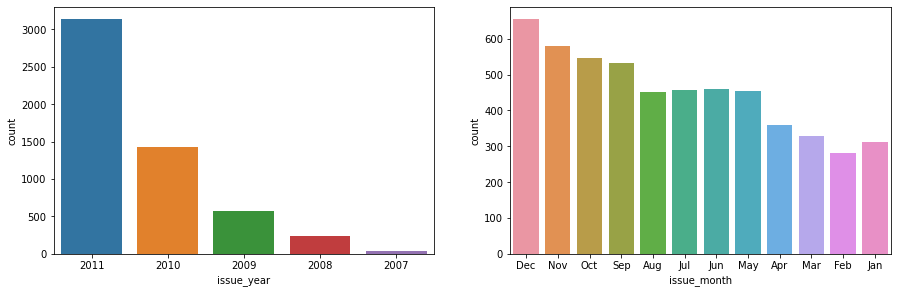 3000
2500
2000
1500
1000
500
0
count
2011 2010 2009 2008 2007
issue_year
600
500
400
300
200
100
0
count
Dec Nov Oct Sep Aug Jul Jun May Apr Mar Feb Jan
issue_month